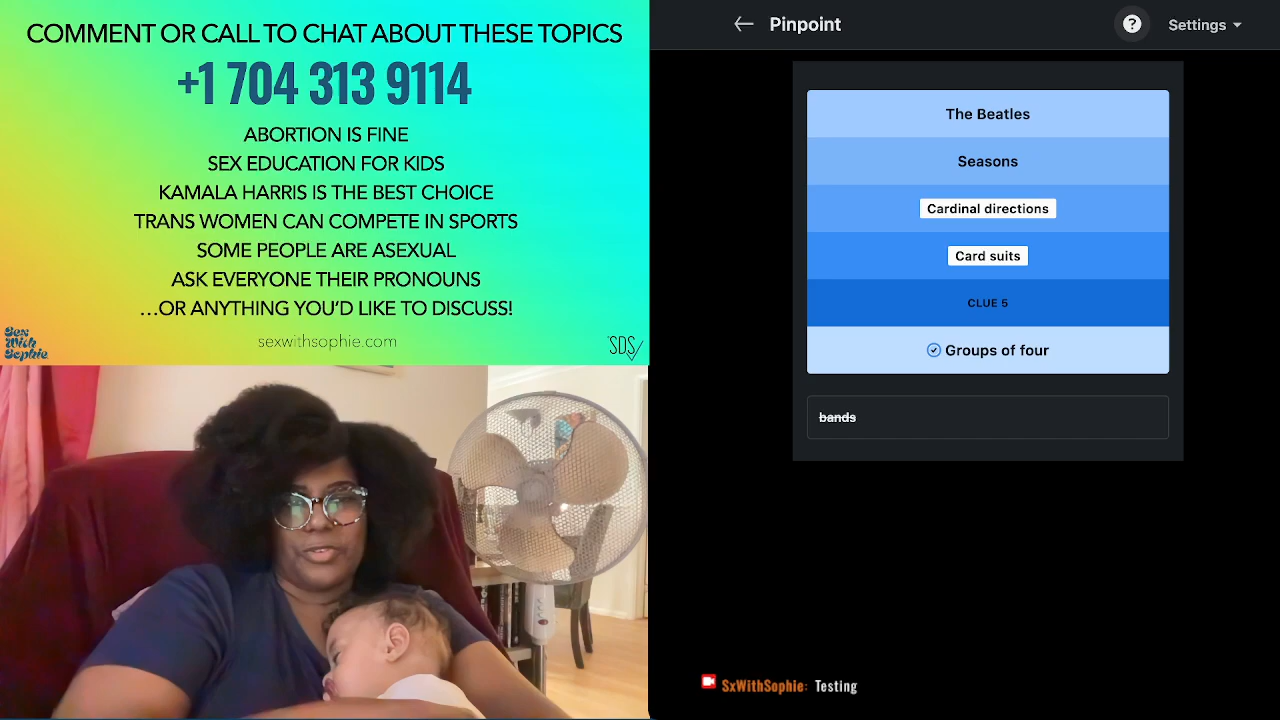 COMMENT OR CALL TO CHAT ABOUT THESE TOPICS
+1 704 313 9114
ABORTION IS FINE
SEX EDUCATION FOR KIDS
KAMALA HARRIS IS THE BEST CHOICE
TRANS WOMEN CAN COMPETE IN SPORTS
SOME PEOPLE ARE ASEXUAL
ASK EVERYONE THEIR PRONOUNS
...OR ANYTHING YOU'D LIKE TO DISCUSS!
sexwithsophie.com
Sex
With
Sophie
SDS
Pinpoint
?
Settings
The Beatles
Seasons
Cardinal directions
Card suits
CLUE 5
Groups of four
bands
SxWithSophie: Testing